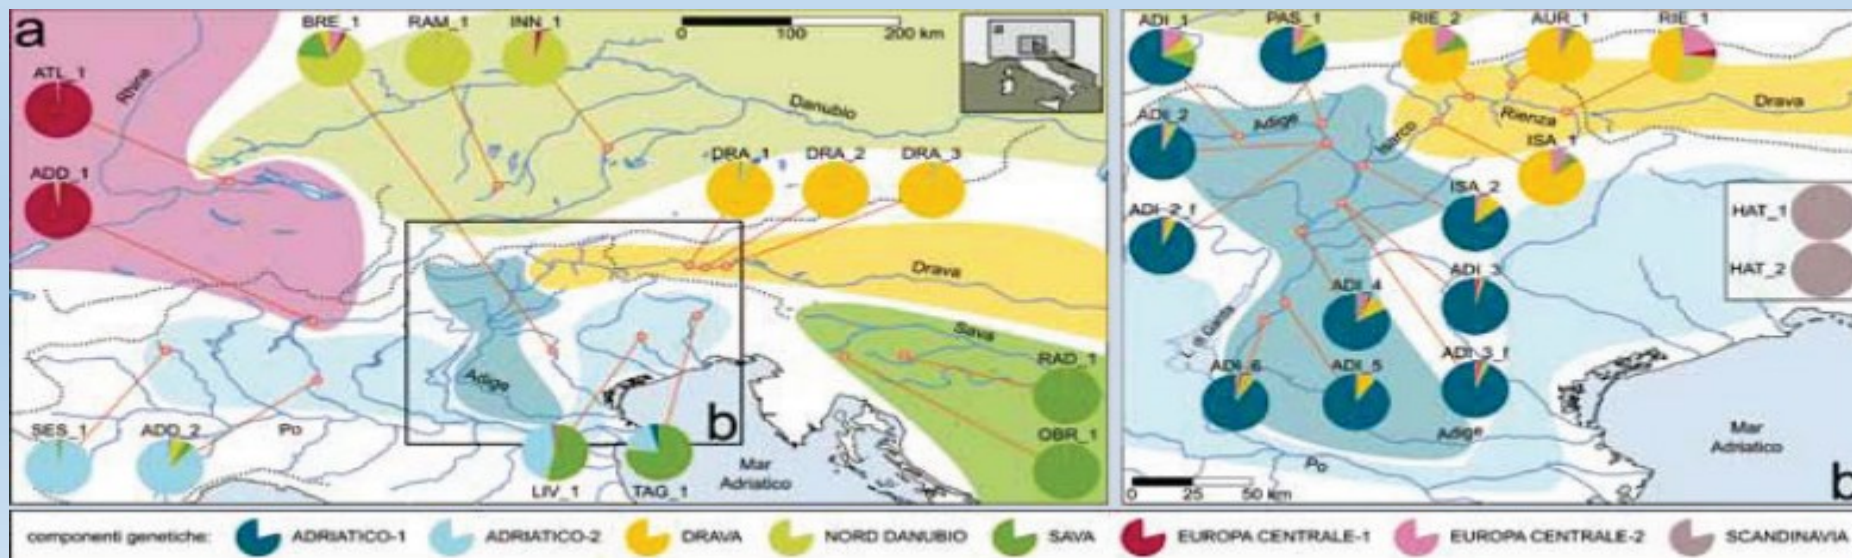 a
BRE_1 RAM_1 INN_1
0 100 200 km
a
b
ATL_1
Rhine
Danubio
ADD_1
DRA_1 DRA_2 DRA_3
Drava
Sava
RAD_1
Adige
SES_1 ADD_2 Po
b
OBR_1
LIV_1 TAG_1
Mar
Adriatico
ADI_1 PAS_1 RIE_2 AUR_1 RIE_1
Drava
ADI_2 Adige Isarco Rienza
ISA_1
ISA_2
HAT_1
ADI_2_f
HAT_2
ADI_3
ADI_4
L. di Garda
ADI_3_f
ADI_6 ADI_5
Adige
Mar
Adriatico
Po
0 25 50 km
b
componenti genetiche: ADRIATICO-1 ADRIATICO-2 DRAVA NORD DANUBIO SAVA EUROPA CENTRALE-1 EUROPA CENTRALE-2 SCANDINAVIA